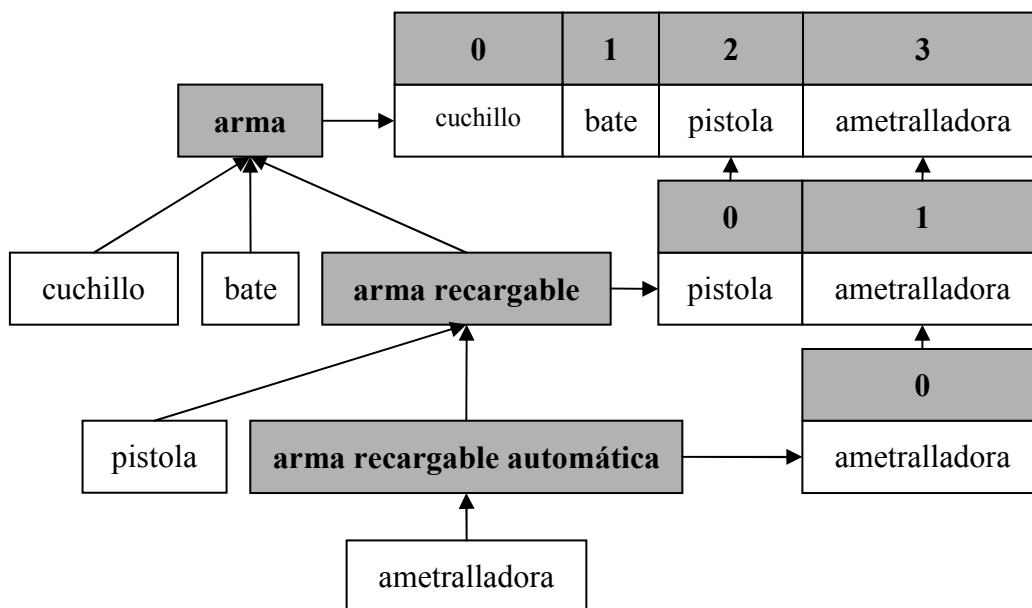 0 1 2 3
arma cuchillo bate pistola ametralladora
0 1
cuchillo bate arma recargable pistola ametralladora
0
pistola arma recargable automática ametralladora
ametralladora